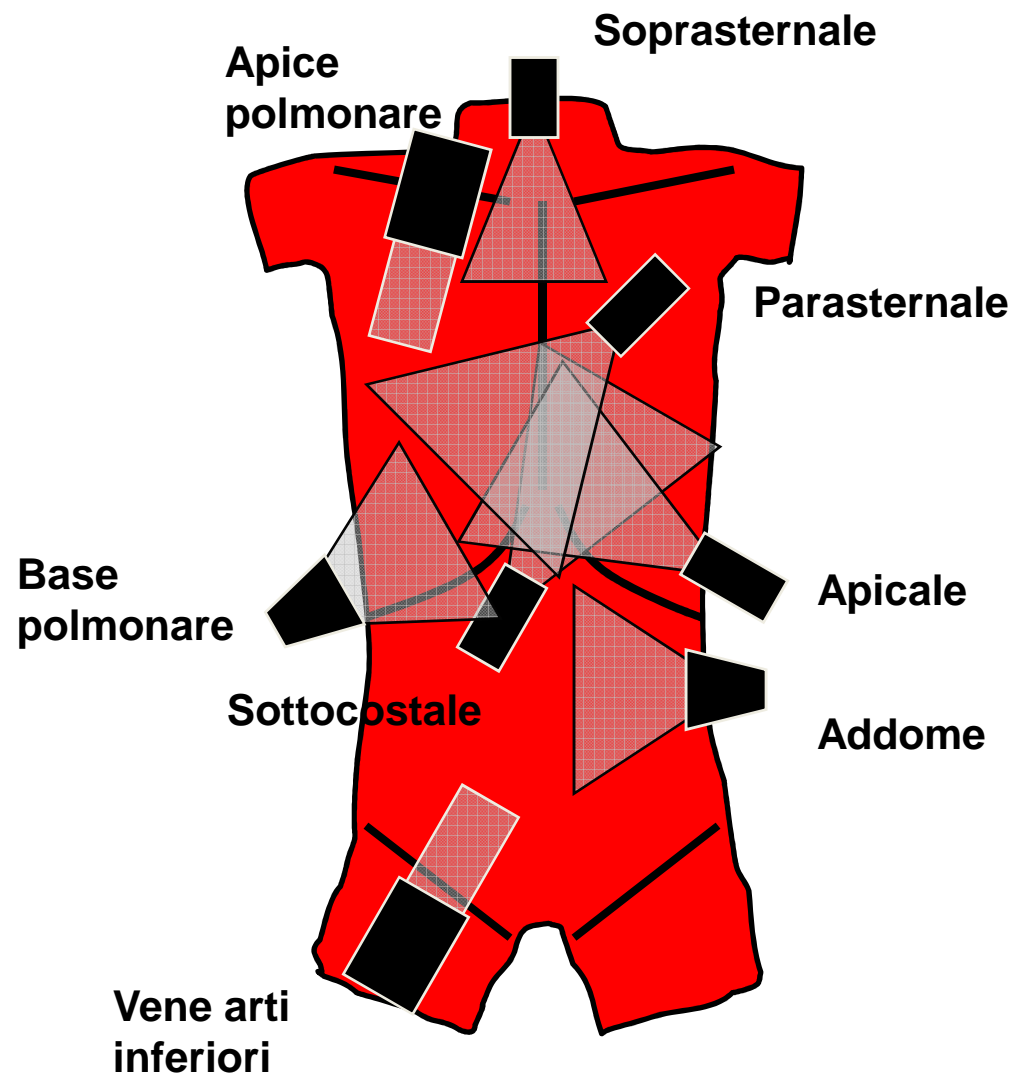 Soprasternale
Apice
polmonare
Parasternale
Base
polmonare
Apicale
Sottocostale
Addome
Vene arti
inferiori